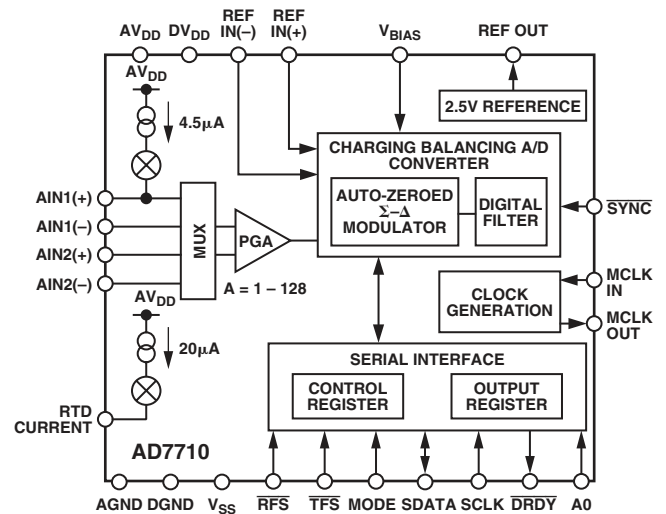 AVDD DVDD REF IN(–) REF IN(+) VBIAS REF OUT
AVDD
4.5µA
2.5V REFERENCE
CHARGING BALANCING A/D
CONVERTER
AUTO-ZEROED
Σ–Δ
MODULATOR
DIGITAL
FILTER
SYNC
AIN1(+)
AIN1(–)
AIN2(+)
AIN2(–)
MUX
PGA
A = 1 – 128
CLOCK
GENERATION
MCLK
IN
MCLK
OUT
AVDD
20µA
RTD
CURRENT
SERIAL INTERFACE
CONTROL
REGISTER
OUTPUT
REGISTER
AD7710
AGND DGND VSS RFS TFS MODE SDATA SCLK DRDY A0